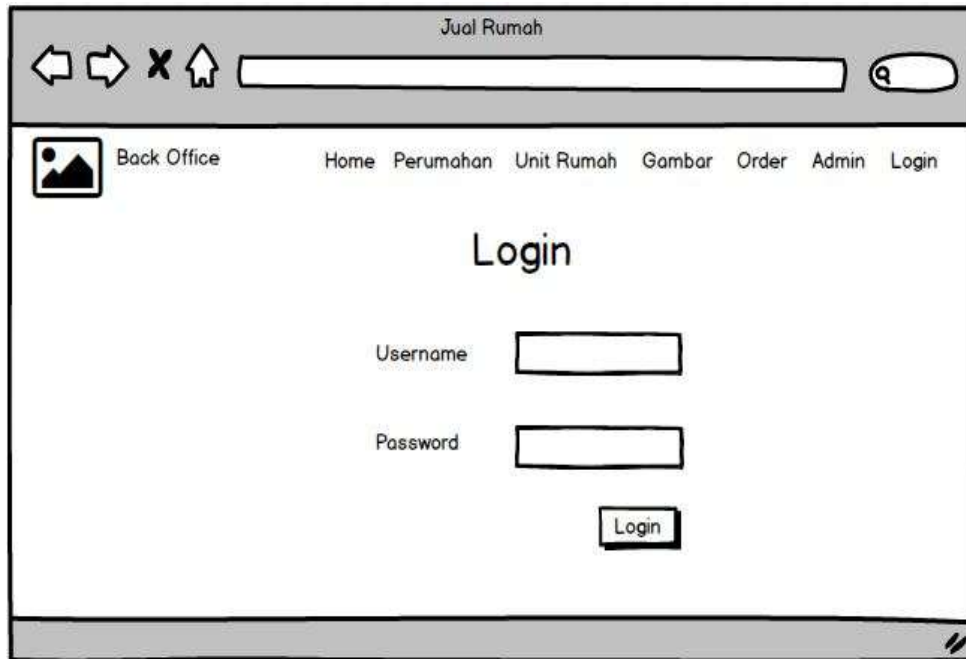 Jual Rumah
Back Office Home Perumahan Unit Rumah Gambar Order Admin Login
Login
Username
Password
Login